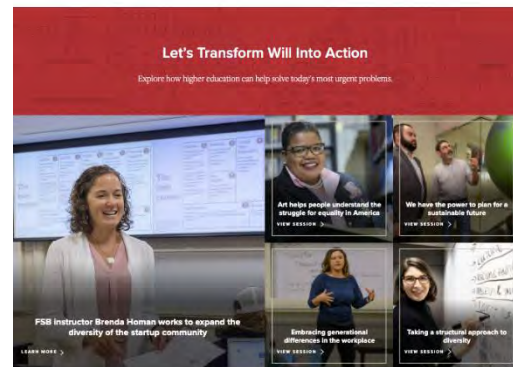 Let's Transform Will Into Action
Explore how higher education can help solve today's most urgent problems.
FSB instructor Brenda Homan works to expand the
diversity of the startup community
LEARN MORE >
Art helps people understand the
struggle for equality in America
VIEW SESSION >
We have the power to plan for a
sustainable future
VIEW SESSION >
Embracing generational
differences in the workplace
VIEW SESSION >
Taking a structural approach to
diversity
VIEW SESSION >